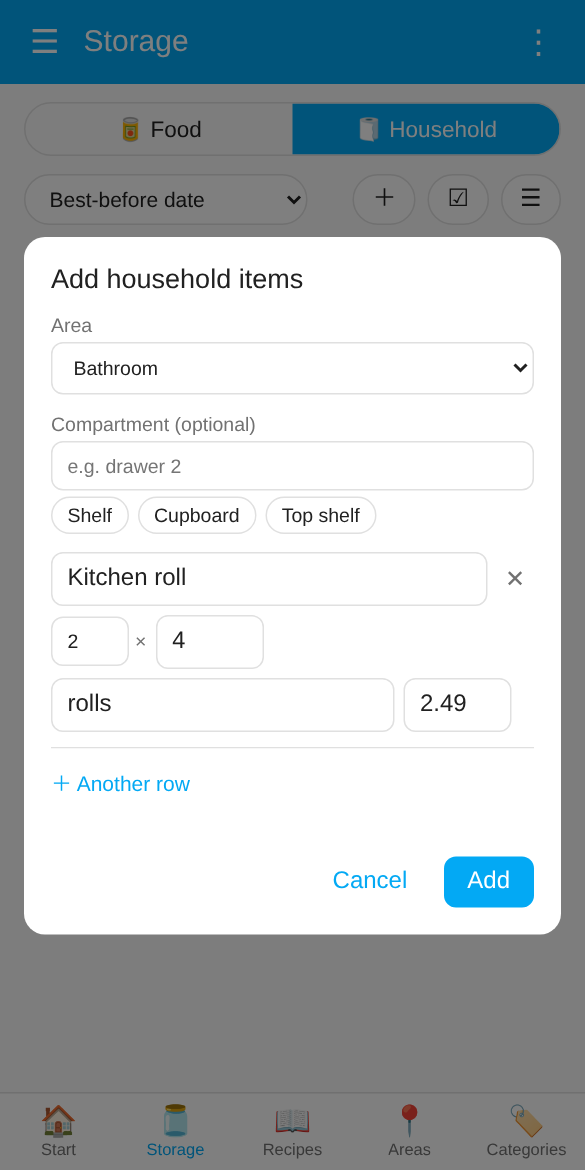 ☰ Storage ⋮
🥫 Food 🧻 Household
Best-before date + ☑ ☰
Add household items
Area
Bathroom
Compartment (optional)
e.g. drawer 2
Shelf Cupboard Top shelf
Kitchen roll ✕
2 × 4
rolls 2.49
+ Another row
Cancel Add
Start Storage Recipes Areas Categories